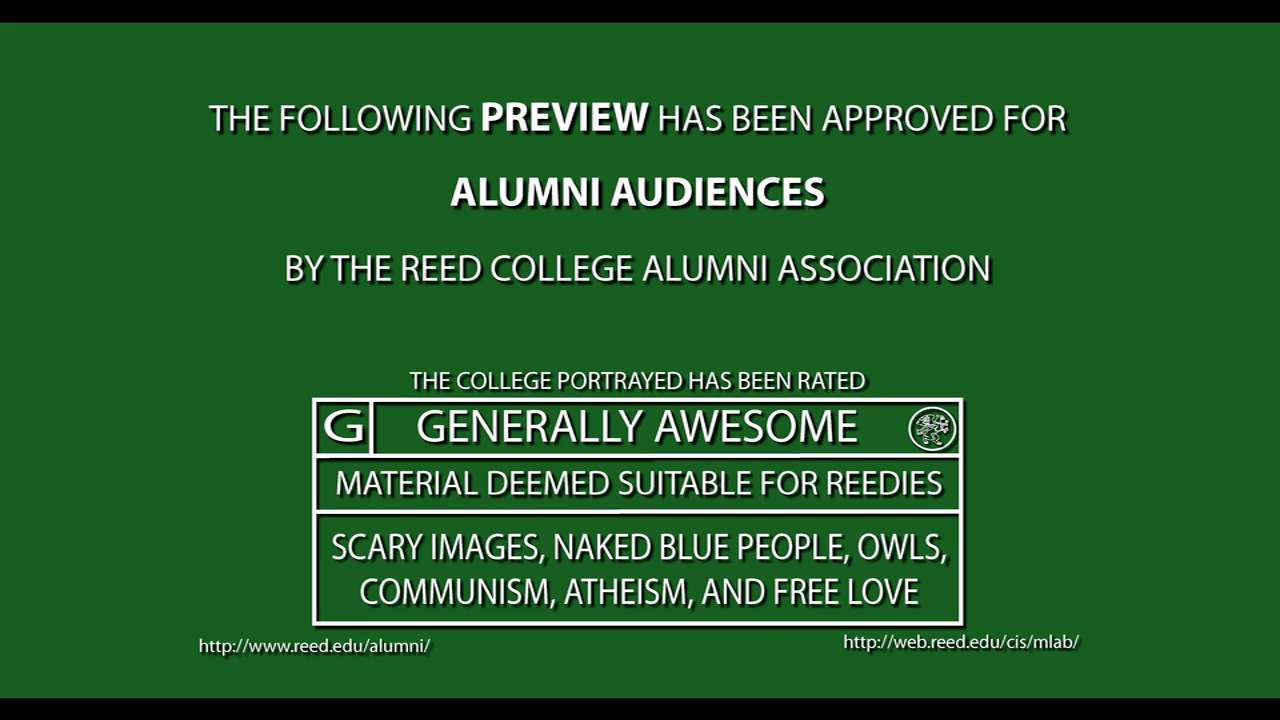 THE FOLLOWING PREVIEW HAS BEEN APPROVED FOR
ALUMNI AUDIENCES
BY THE REED COLLEGE ALUMNI ASSOCIATION
THE COLLEGE PORTRAYED HAS BEEN RATED
G GENERALLY AWESOME
MATERIAL DEEMED SUITABLE FOR REEDIES
SCARY IMAGES, NAKED BLUE PEOPLE, OWLS,
COMMUNISM, ATHEISM, AND FREE LOVE
http://www.reed.edu/alumni/ http://web.reed.edu/cis/mlab/